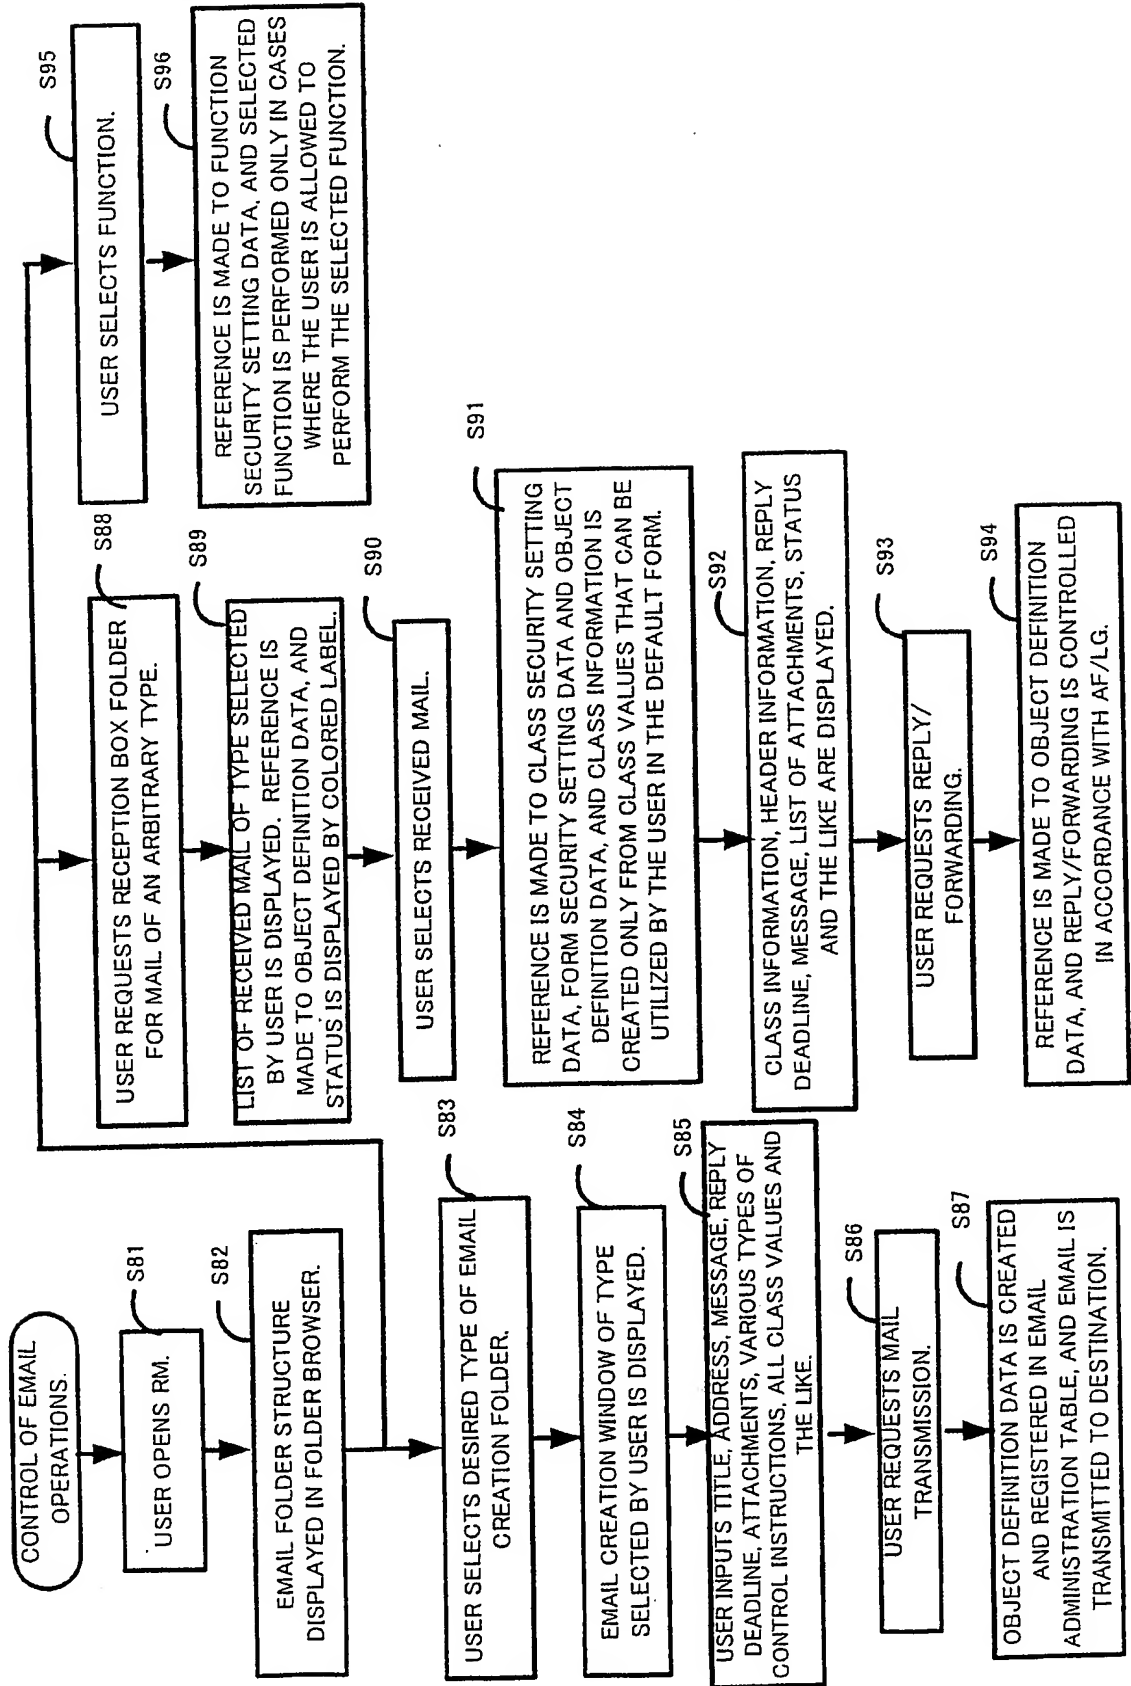 CONTROL OF EMAIL
OPERATIONS.
S81
USER OPENS RM.
S82
EMAIL FOLDER STRUCTURE
DISPLAYED IN FOLDER BROWSER.
S83
USER SELECTS DESIRED TYPE OF EMAIL
CREATION FOLDER.
S84
EMAIL CREATION WINDOW OF TYPE
SELECTED BY USER IS DISPLAYED.
S85
USER INPUTS TITLE, ADDRESS, MESSAGE, REPLY
DEADLINE, ATTACHMENTS, VARIOUS TYPES OF
CONTROL INSTRUCTIONS, ALL CLASS VALUES AND
THE LIKE.
S86
USER REQUESTS MAIL
TRANSMISSION.
S87
OBJECT DEFINITION DATA IS CREATED
AND REGISTERED IN EMAIL
ADMINISTRATION TABLE, AND EMAIL IS
TRANSMITTED TO DESTINATION.
S88
USER REQUESTS RECEPTION BOX FOLDER
FOR MAIL OF AN ARBITRARY TYPE.
S89
LIST OF RECEIVED MAIL OF TYPE SELECTED
BY USER IS DISPLAYED. REFERENCE IS
MADE TO OBJECT DEFINITION DATA, AND
STATUS IS DISPLAYED BY COLORED LABEL.
S90
USER SELECTS RECEIVED MAIL.
S91
REFERENCE IS MADE TO CLASS SECURITY SETTING
DATA, FORM SECURITY SETTING DATA AND OBJECT
DEFINITION DATA, AND CLASS INFORMATION IS
CREATED ONLY FROM CLASS VALUES THAT CAN BE
UTILIZED BY THE USER IN THE DEFAULT FORM.
S92
CLASS INFORMATION, HEADER INFORMATION, REPLY
DEADLINE, MESSAGE, LIST OF ATTACHMENTS, STATUS
AND THE LIKE ARE DISPLAYED.
S93
USER REQUESTS REPLY/
FORWARDING.
S94
REFERENCE IS MADE TO OBJECT DEFINITION
DATA, AND REPLY/FORWARDING IS CONTROLLED
IN ACCORDANCE WITH AF/LG.
S95
USER SELECTS FUNCTION.
S96
REFERENCE IS MADE TO FUNCTION
SECURITY SETTING DATA, AND SELECTED
FUNCTION IS PERFORMED ONLY IN CASES
WHERE THE USER IS ALLOWED TO
PERFORM THE SELECTED FUNCTION.